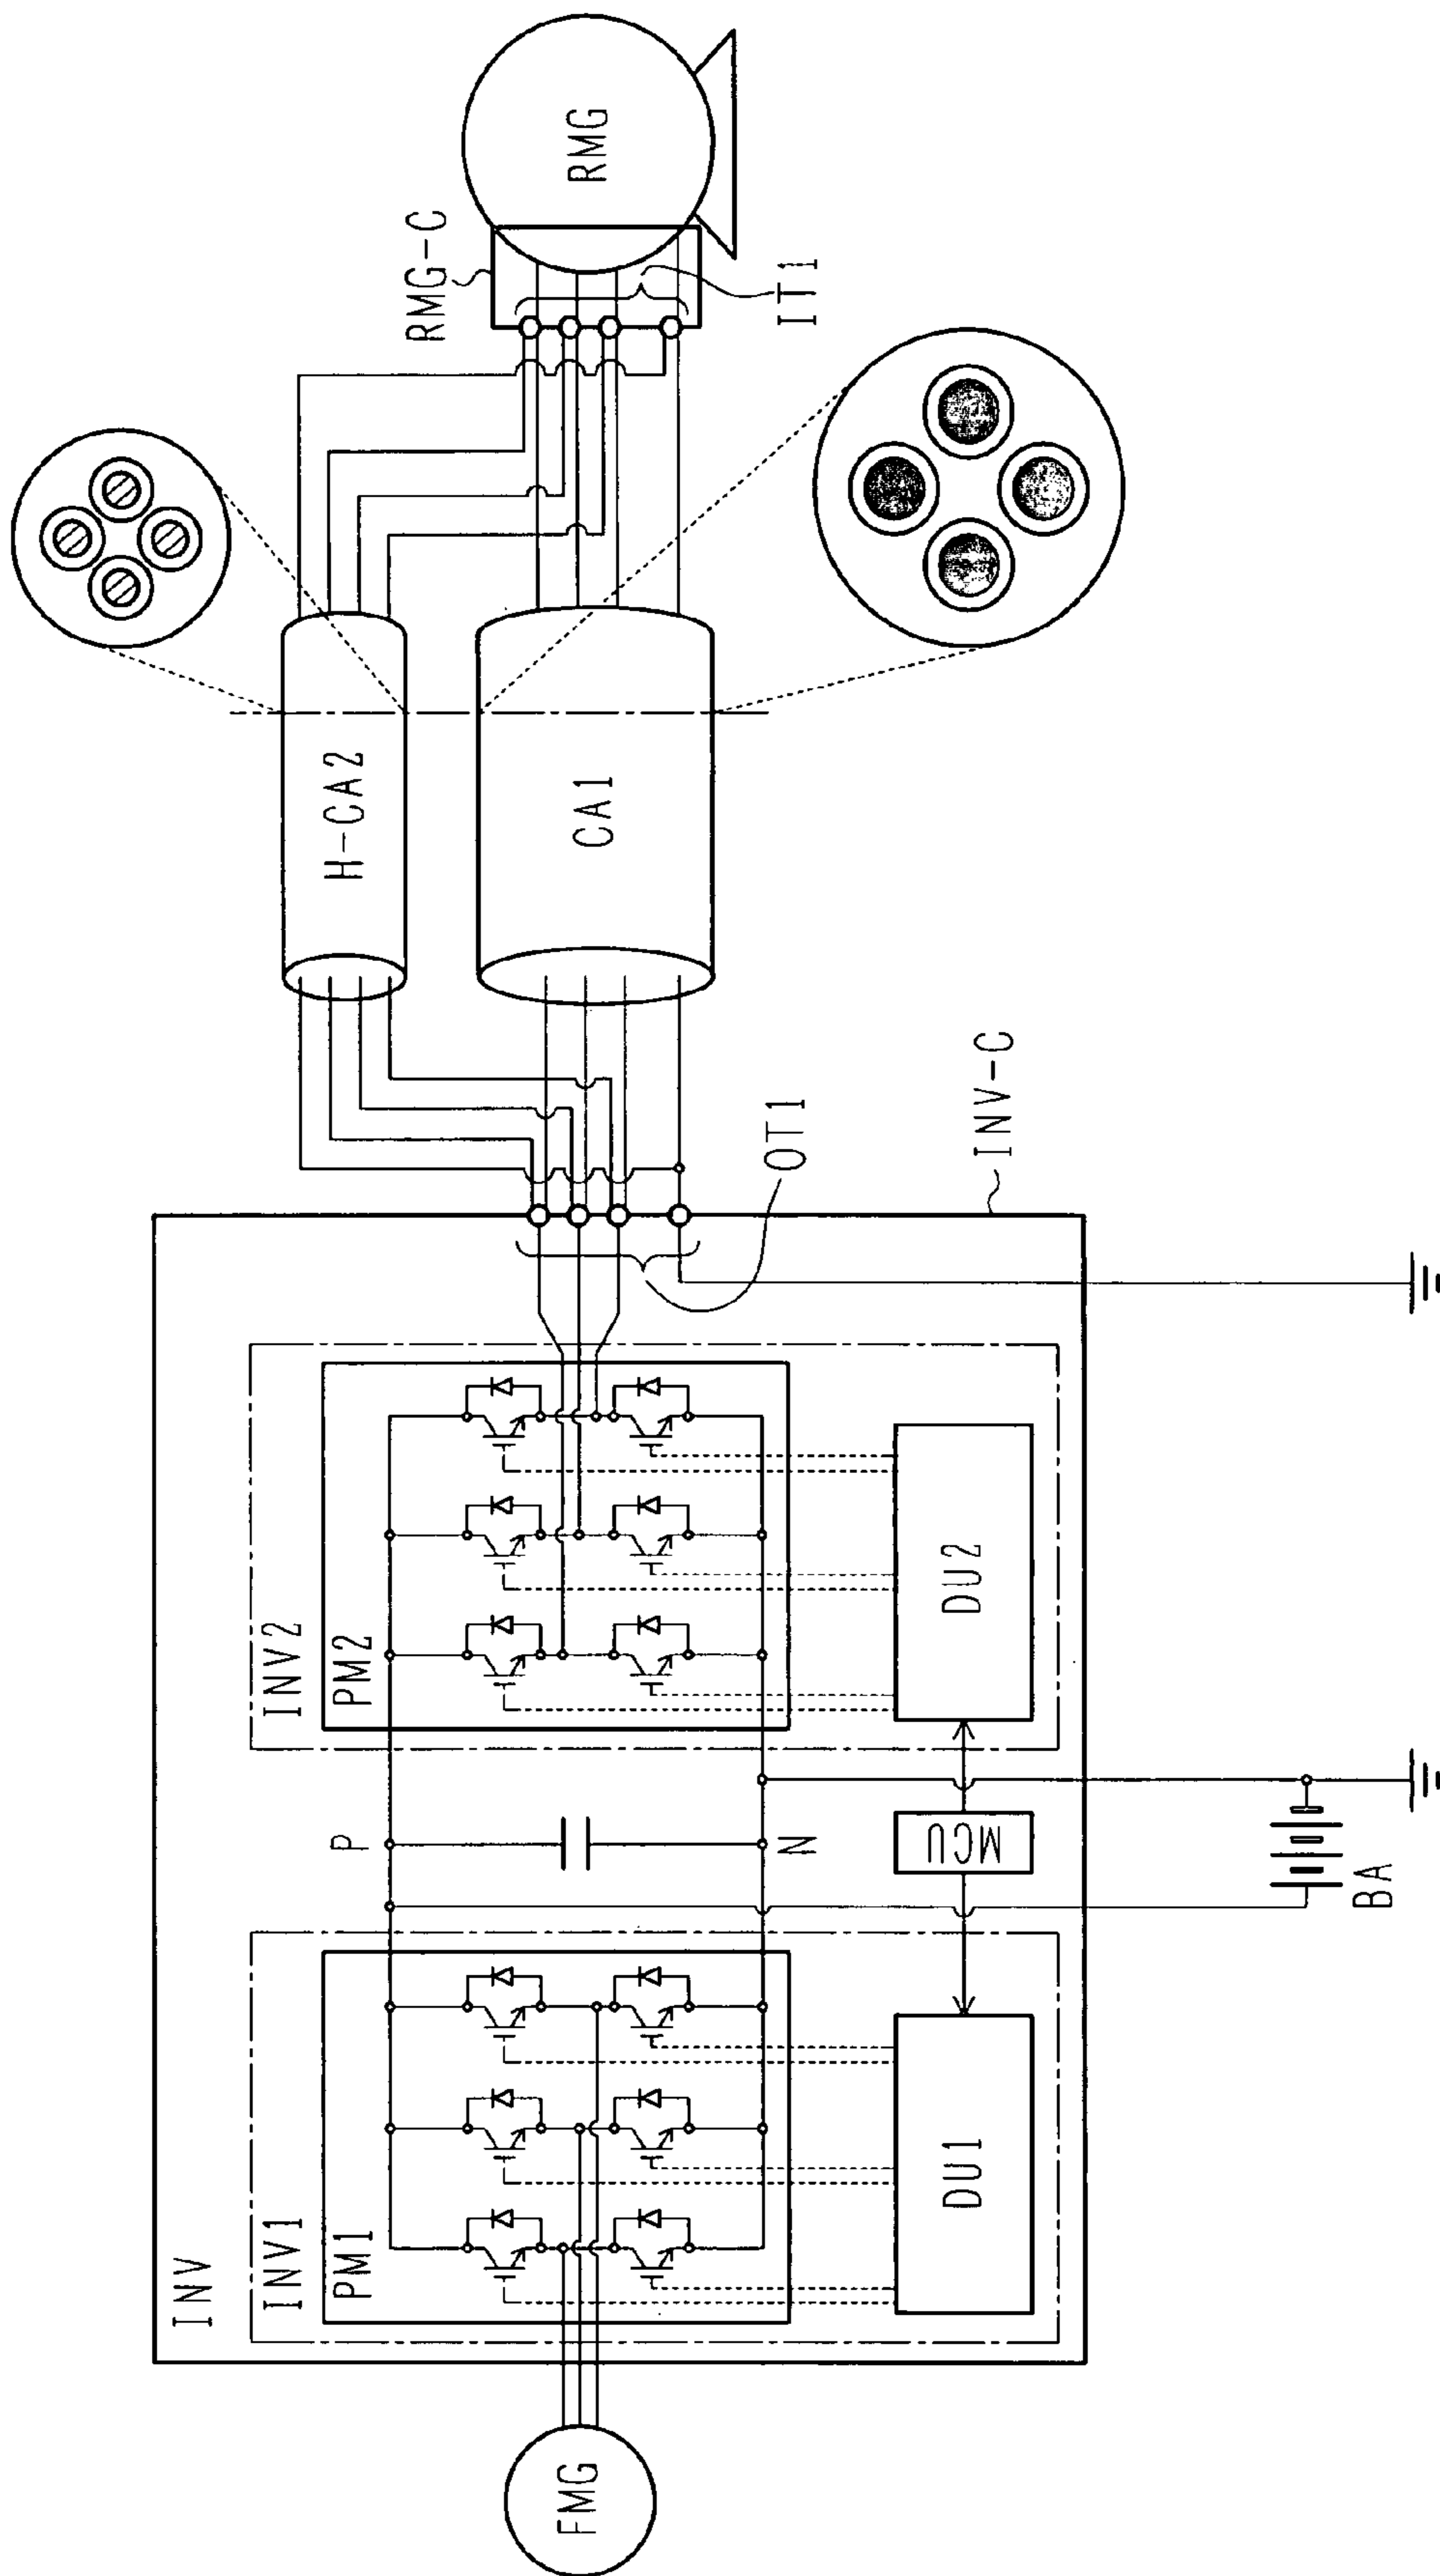 RMG
RMG-C
IT1
H-CA2
CA1
INV-C
OT1
INV2
PM2
DU2
P
N
MCU
BA
INV
INV1
PM1
DU1
FMG